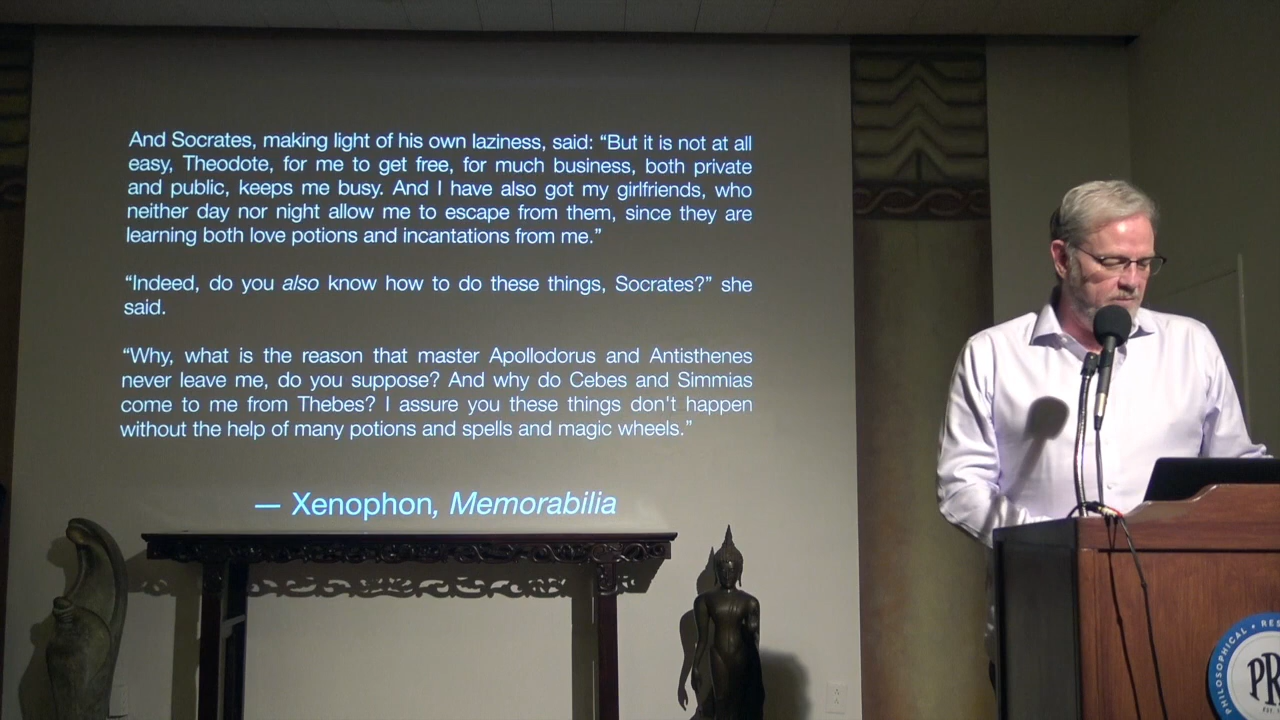 And Socrates, making light of his own laziness, said: “But it is not at all
easy, Theodote, for me to get free, for much business, both private
and public, keeps me busy. And I have also got my girlfriends, who
neither day nor night allow me to escape from them, since they are
learning both love potions and incantations from me.”
“Indeed, do you also know how to do these things, Socrates?” she
said.
“Why, what is the reason that master Apollodorus and Antisthenes
never leave me, do you suppose? And why do Cebes and Simmias
come to me from Thebes? I assure you these things don't happen
without the help of many potions and spells and magic wheels.”
— Xenophon, Memorabilia
PHILOSOPHICAL • RES
PR